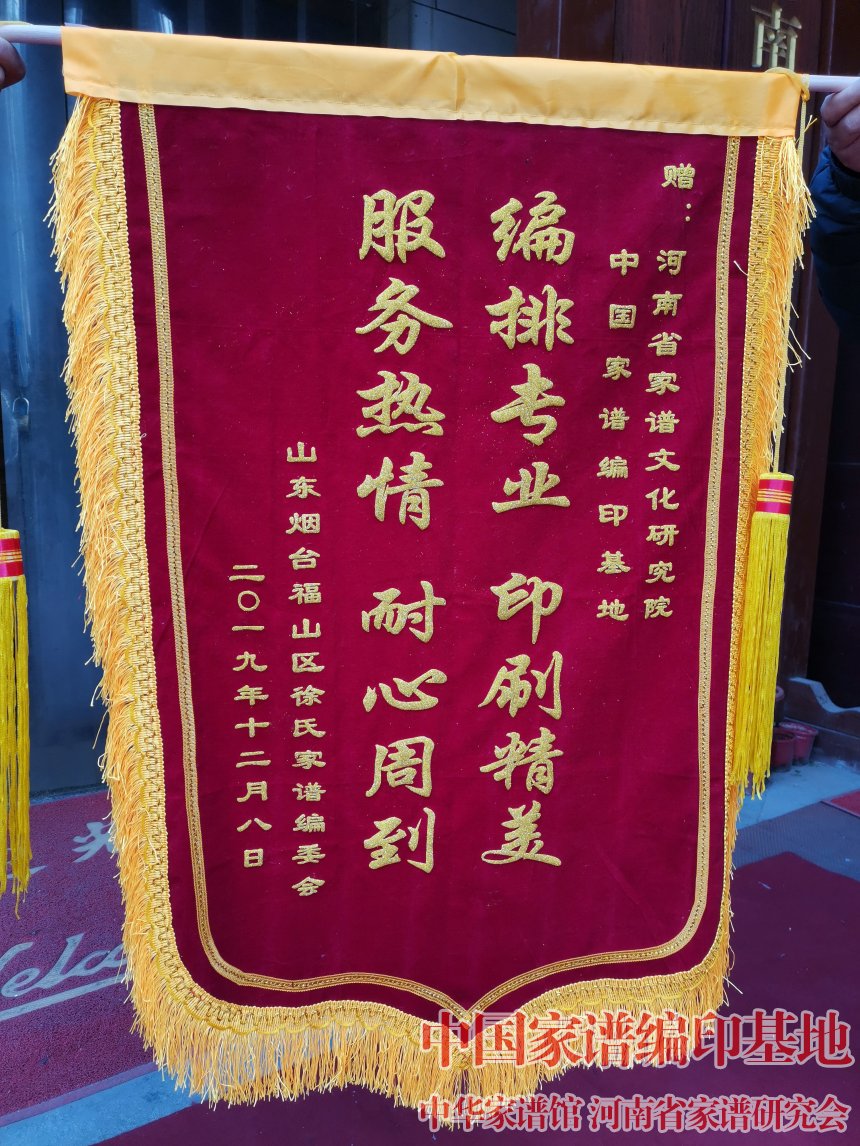 赠：河南省家谱文化研究院
中国家谱编印基地
编排专业 印刷精美
服务热情 耐心周到
山东烟台福山区徐氏家谱编委会
二〇一九年十二月八日
南
Wel
中国家谱编印基地
中华家谱馆 河南省家谱研究会